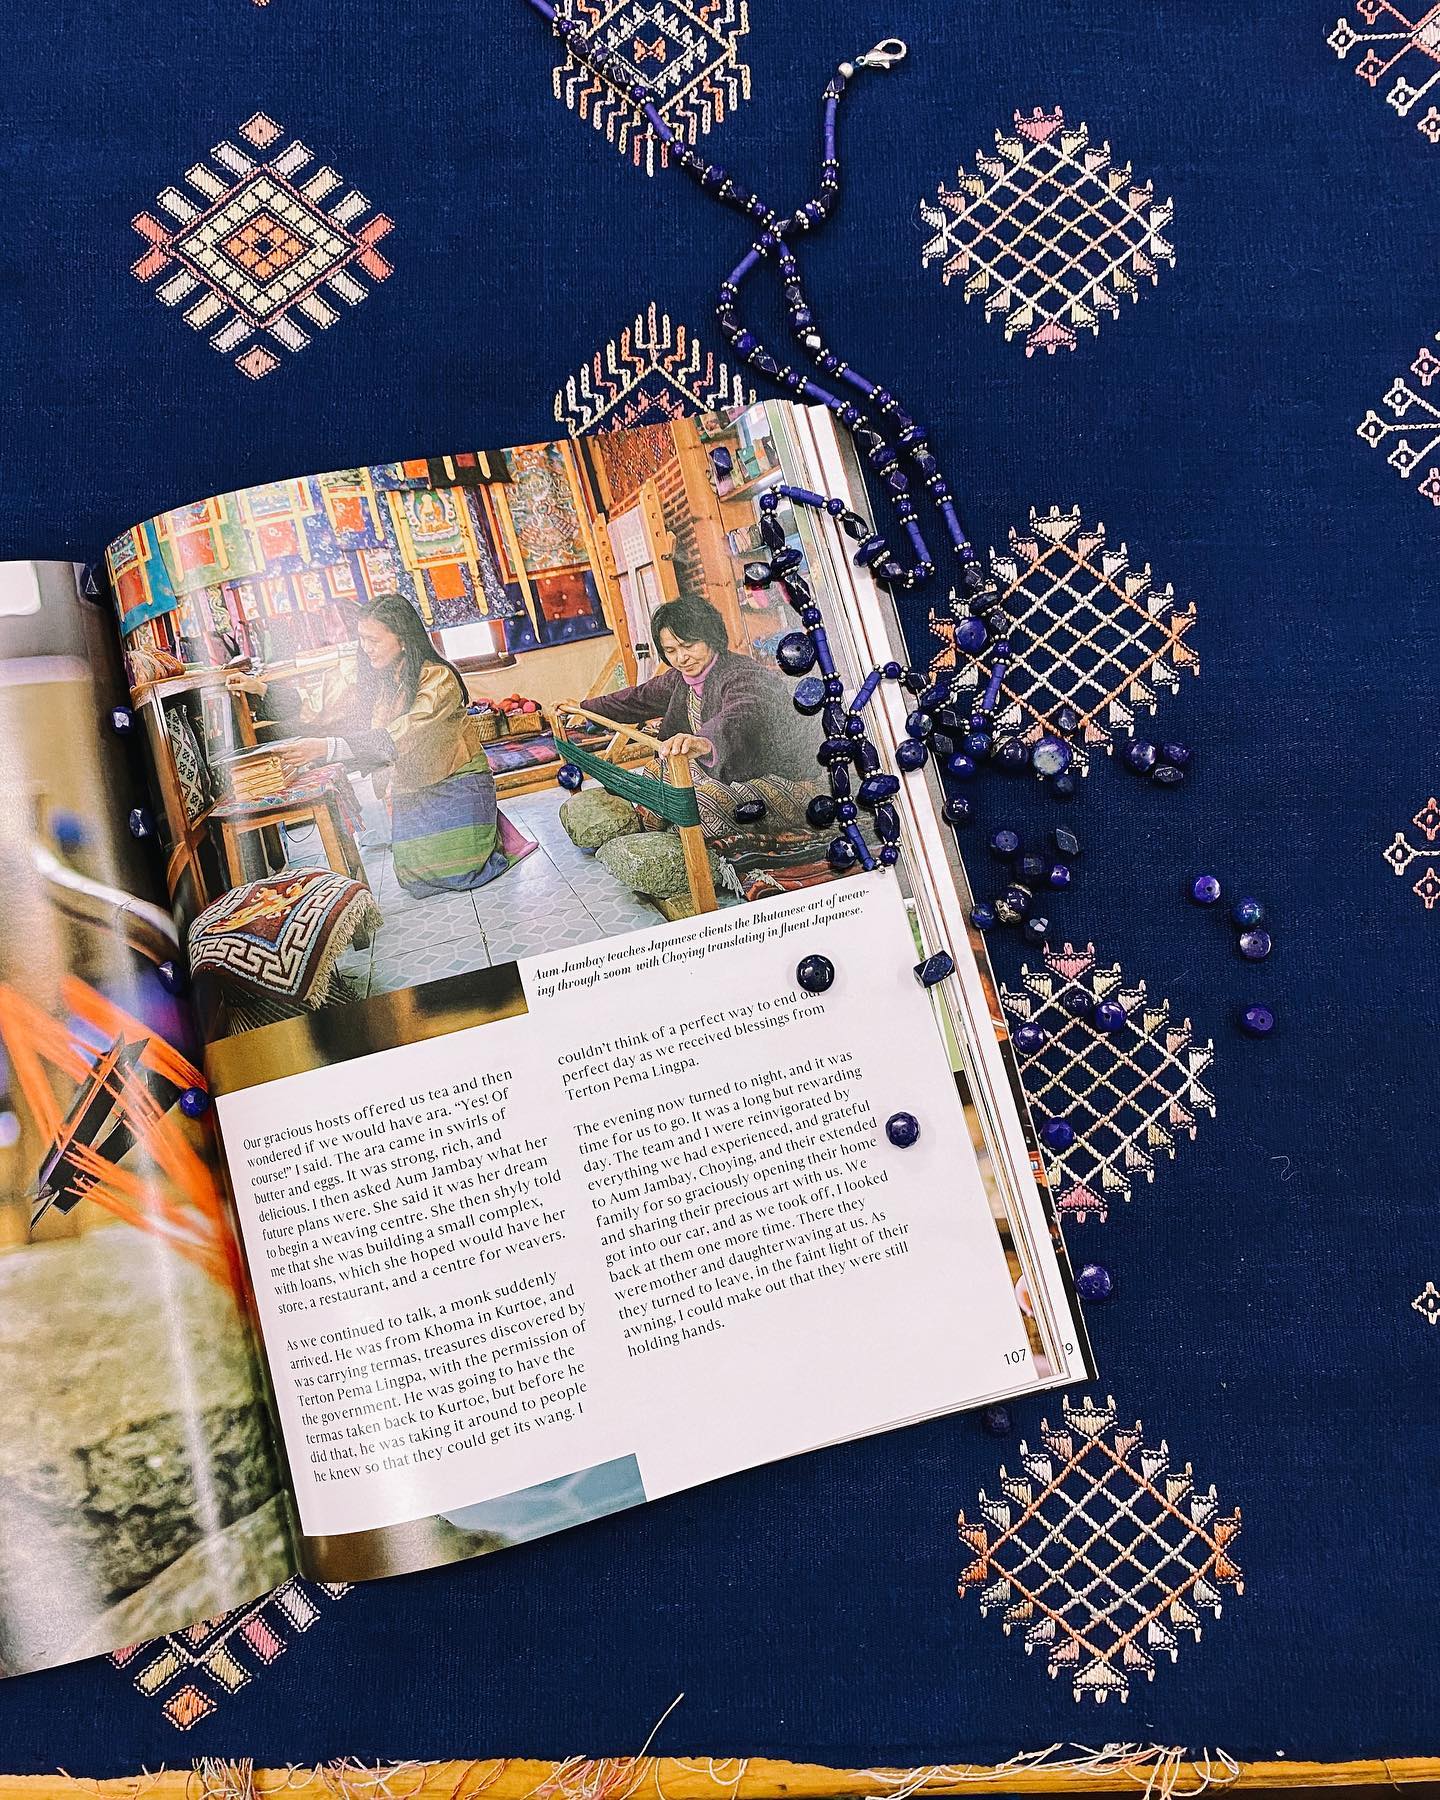 Aum Jambay teaches Japanese clients the Bhutanese art of weav-
ing through zoom with Choying translating in fluent Japanese.
Our gracious hosts offered us tea and then
wondered if we would have ara. “Yes! Of
course!” I said. The ara came in swirls of
butter and eggs. It was strong, rich, and
delicious. I then asked Aum Jambay what her
future plans were. She said it was her dream
to begin a weaving centre. She then shyly told
me that she was building a small complex,
with loans, which she hoped would have her
store, a restaurant, and a centre for weavers.
As we continued to talk, a monk suddenly
arrived. He was from Khoma in Kurtoe, and
was carrying termas, treasures discovered by
Terton Pema Lingpa, with the permission of
the government. He was going to have the
termas taken back to Kurtoe, but before he
did that, he was taking it around to people
he knew so that they could get its wang. I
couldn’t think of a perfect way to end our
perfect day as we received blessings from
Terton Pema Lingpa.
The evening now turned to night, and it was
time for us to go. It was a long but rewarding
day. The team and I were reinvigorated by
everything we had experienced, and grateful
to Aum Jambay, Choying, and their extended
family for so graciously opening their home
and sharing their precious art with us. We
got into our car, and as we took off, I looked
back at them one more time. There they
were mother and daughter waving at us. As
they turned to leave, in the faint light of their
awning, I could make out that they were still
holding hands.
107
9